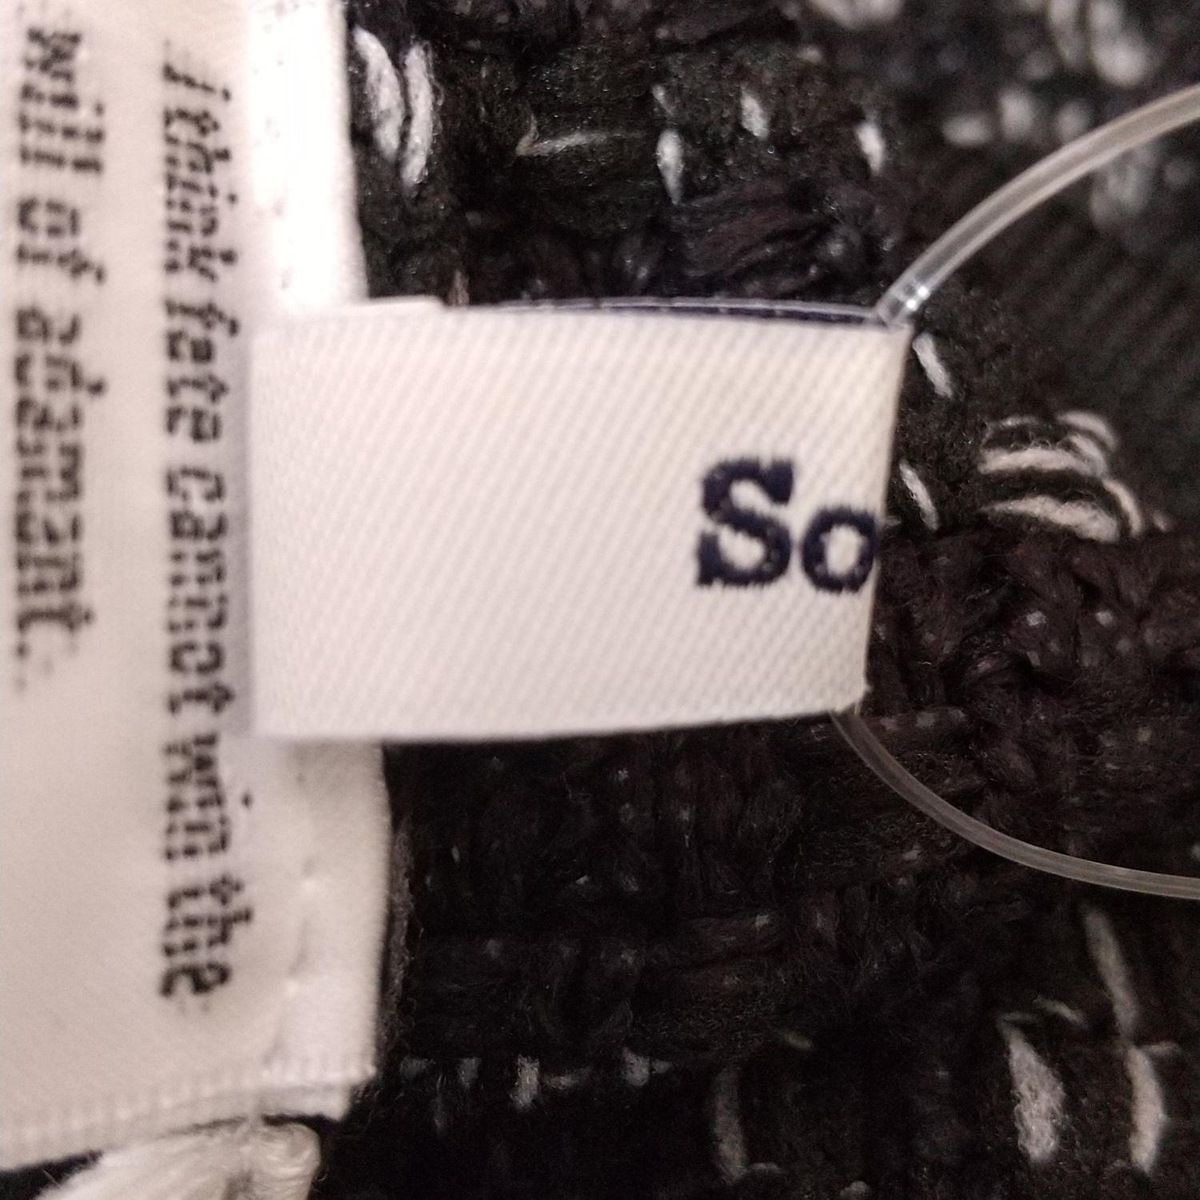 i think fate cannot win the
will of adamant.
So